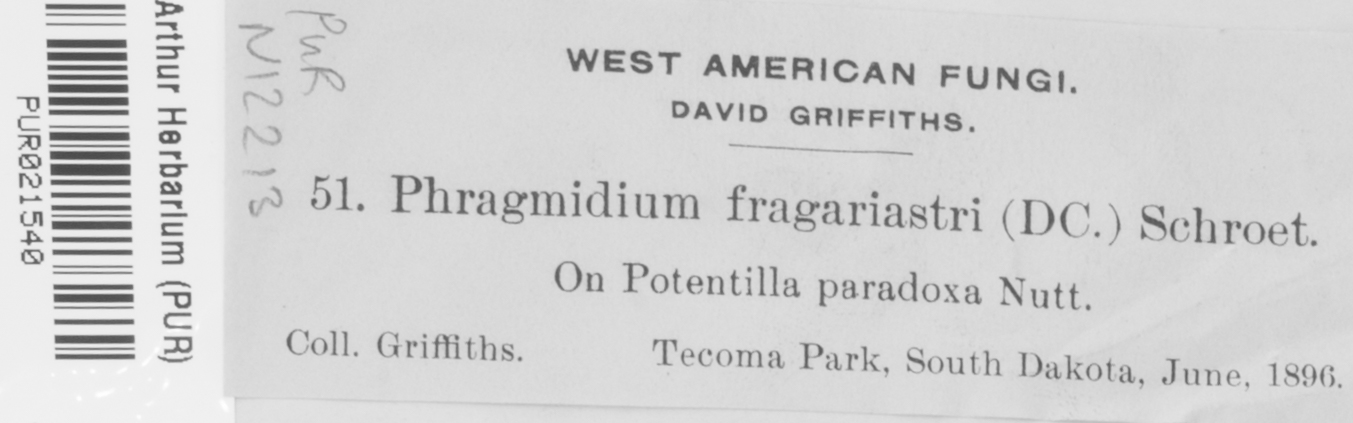 Arthur Herbarium (PUR)
PUR021540
PUR
N12213
WEST AMERICAN FUNGI.
DAVID GRIFFITHS.
51. Phragmidium fragariastri (DC.) Schroet.
On Potentilla paradoxa Nutt.
Coll. Griffiths. Tecoma Park, South Dakota, June, 1896.